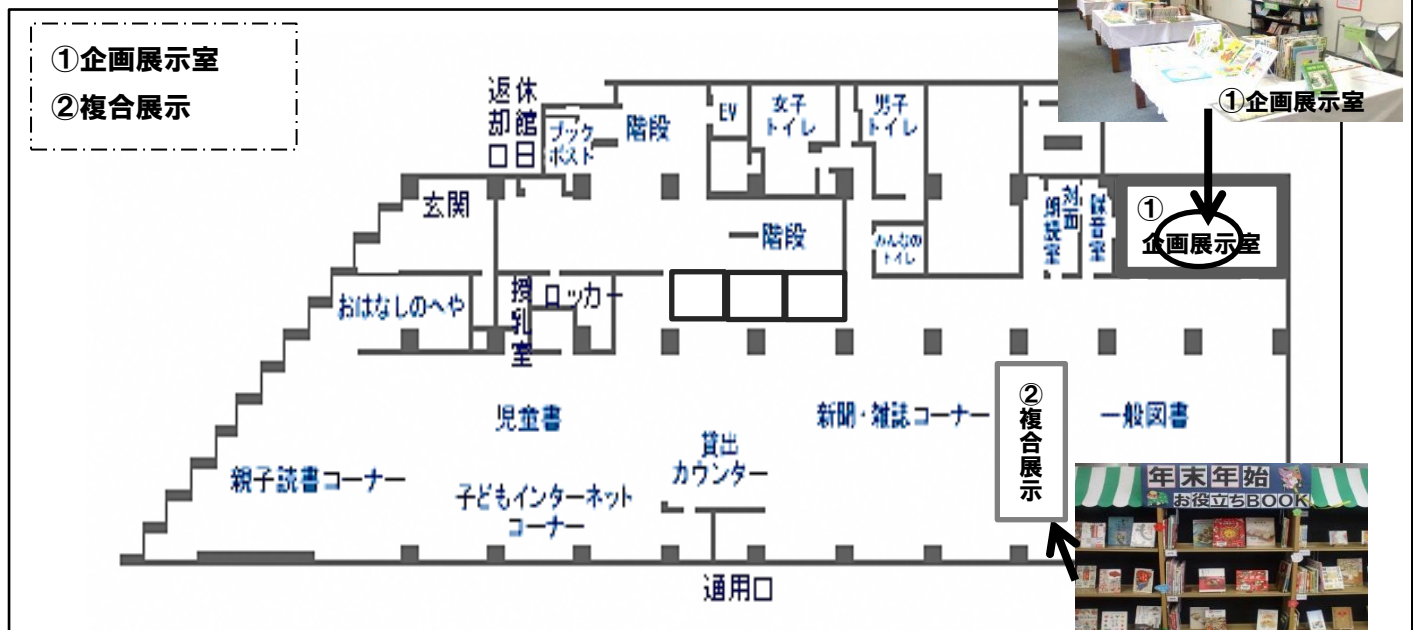 ①企画展示室
②複合展示
休館日
返却口
ブック
ポスト
階段
EV
女子
トイレ
男子
トイレ
①企画展示室
玄関
階段
みんなの
トイレ
対面
朗読室
録音室
①
企画展示室
おはなしのへや
授乳室
ロッカー
児童書
新聞・雑誌コーナー
②
複合展示
一般図書
貸出
カウンター
親子読書コーナー
子どもインターネット
コーナー
年末年始
お役立ちBOOK
通用口